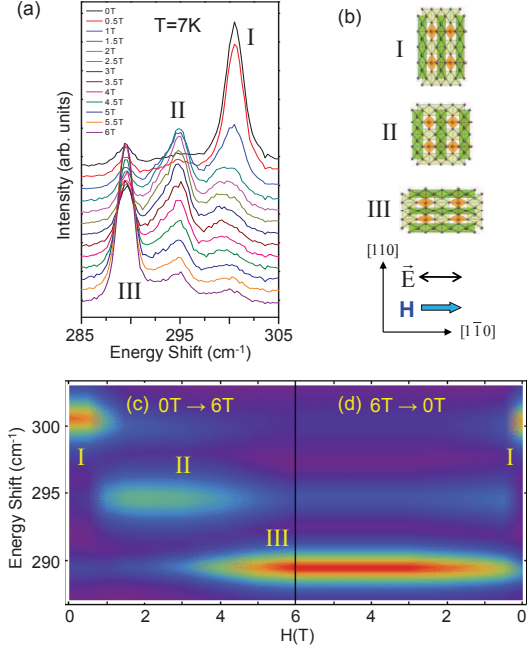 (a)
T=7K
0T
0.5T
1T
1.5T
2T
2.5T
3T
3.5T
4T
4.5T
5T
5.5T
6T
I
II
III
Intensity (arb. units)
285 295 305
Energy Shift (cm-1)
(b)
I
II
III
[110]
E
H
[11̅0]
(c) 0T → 6T
(d) 6T → 0T
I
II
III
I
Energy Shift (cm-1)
300
295
290
0 2 4 6 4 2 0
H(T)